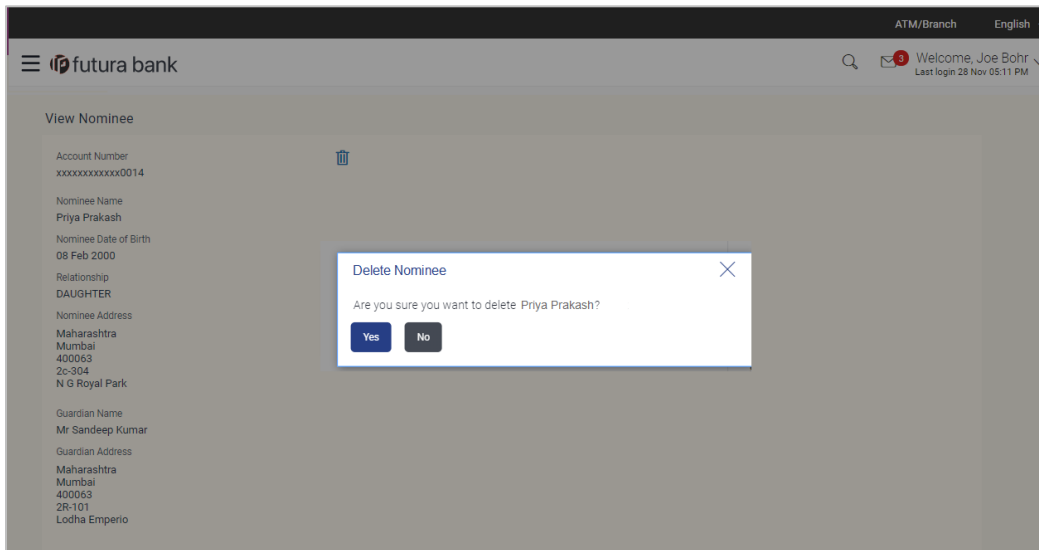 ATM/Branch English
futura bank
3 Welcome, Joe Bohr
Last login 28 Nov 05:11 PM
View Nominee
Account Number
xxxxxxxxxxxx0014
Nominee Name
Priya Prakash
Nominee Date of Birth
08 Feb 2000
Relationship
DAUGHTER
Nominee Address
Maharashtra
Mumbai
400063
2c-304
N G Royal Park
Guardian Name
Mr Sandeep Kumar
Guardian Address
Maharashtra
Mumbai
400063
2R-101
Lodha Emperio
Delete Nominee
Are you sure you want to delete Priya Prakash?
Yes No